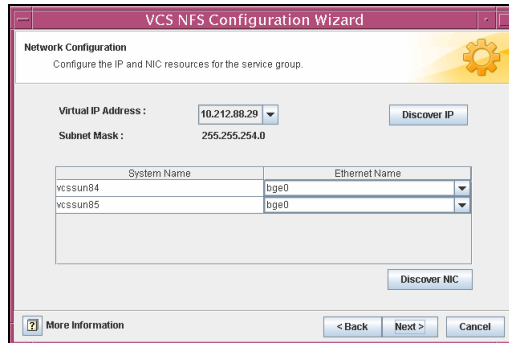 VCS NFS Configuration Wizard
Network Configuration
Configure the IP and NIC resources for the service group.
Virtual IP Address :
10.212.88.29
Discover IP
Subnet Mask :
255.255.254.0
System Name
Ethernet Name
vcssun84
bge0
vcssun85
bge0
Discover NIC
? More Information
< Back
Next >
Cancel